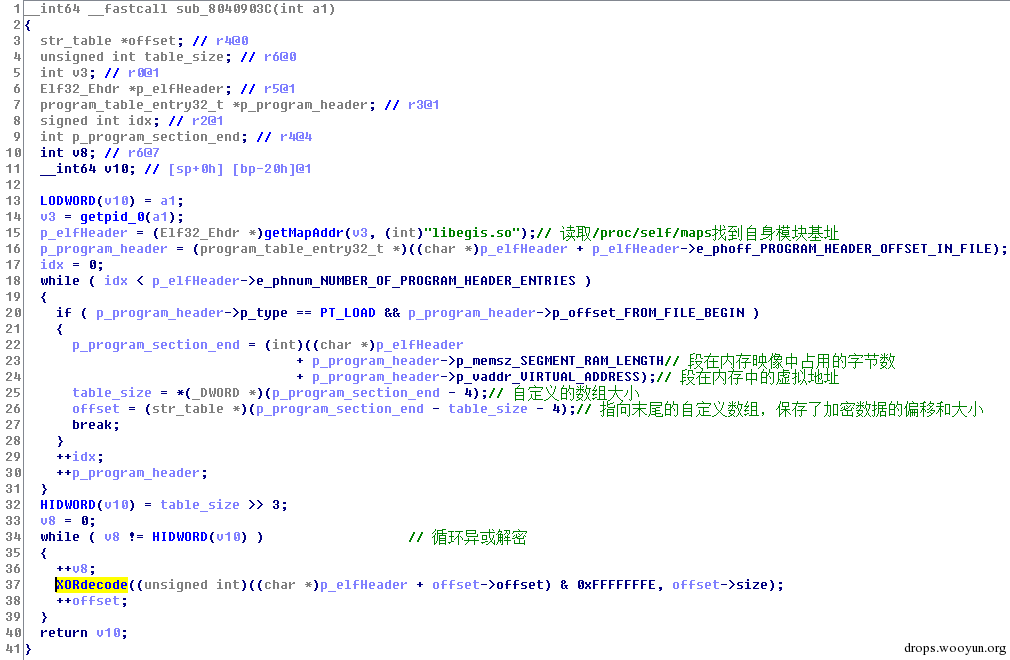 1 __int64 __fastcall sub_8040903C(int a1)
2 {
3 str_table *offset; // r4@0
4 unsigned int table_size; // r6@0
5 int v3; // r0@1
6 Elf32_Ehdr *p_elfHeader; // r5@1
7 program_table_entry32_t *p_program_header; // r3@1
8 signed int idx; // r2@1
9 int p_program_section_end; // r4@4
10 int v8; // r6@7
11 __int64 v10; // [sp+0h] [bp-20h]@1
12
13 LODWORD(v10) = a1;
14 v3 = getpid_0(a1);
15 p_elfHeader = (Elf32_Ehdr *)getMapAddr(v3, (int)"libegis.so");// 读取/proc/self/maps找到自身模块基址
16 p_program_header = (program_table_entry32_t *)((char *)p_elfHeader + p_elfHeader->e_phoff_PROGRAM_HEADER_OFFSET_IN_FILE);
17 idx = 0;
18 while ( idx < p_elfHeader->e_phnum_NUMBER_OF_PROGRAM_HEADER_ENTRIES )
19 {
20 if ( p_program_header->p_type == PT_LOAD && p_program_header->p_offset_FROM_FILE_BEGIN )
21 {
22 p_program_section_end = (int)((char *)p_elfHeader
23 + p_program_header->p_memsz_SEGMENT_RAM_LENGTH// 段在内存映像中占用的字节数
24 + p_program_header->p_vaddr_VIRTUAL_ADDRESS);// 段在内存中的虚拟地址
25 table_size = *(_DWORD *)(p_program_section_end - 4);// 自定义的数组大小
26 offset = (str_table *)(p_program_section_end - table_size - 4);// 指向末尾的自定义数组，保存了加密数据的偏移和大小
27 break;
28 }
29 ++idx;
30 ++p_program_header;
31 }
32 HIDWORD(v10) = table_size >> 3;
33 v8 = 0;
34 while ( v8 != HIDWORD(v10) ) // 循环异或解密
35 {
36 ++v8;
37 XORdecode((unsigned int)((char *)p_elfHeader + offset->offset) & 0xFFFFFFFE, offset->size);
38 ++offset;
39 }
40 return v10;
41 }
drops.wooyun.org